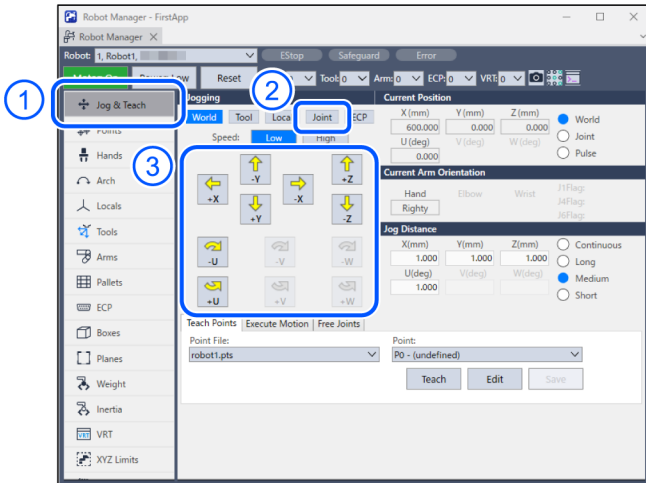 Robot Manager - FirstApp
Robot Manager
Robot: 1, Robot1, EStop Safeguard Error
Reset Tool: 0 Arm: 0 ECP: 0 VRT: 0
1 Jog & Teach
Points
Hands
Arch
Locals
Tools
Arms
Pallets
ECP
Boxes
Planes
Weight
Inertia
VRT
XYZ Limits
Jogging
2
World Tool Joint ECP
Speed: Low High
3
+X -Y -X +Z
+Y -Z
-U -V -W
+U +V +W
Current Position
X (mm) Y (mm) Z (mm)
600.000 0.000 0.000
U (deg) V (deg) W (deg)
0.000
World
Joint
Pulse
Current Arm Orientation
Hand Elbow Wrist
Righty
J1Flag:
J4Flag:
J6Flag:
Jog Distance
X(mm) Y(mm) Z(mm)
1.000 1.000 1.000
U(deg) V(deg) W(deg)
1.000
Continuous
Long
Medium
Short
Teach Points Execute Motion Free Joints
Point File: Point:
robot1.pts P0 - (undefined)
Teach Edit Save